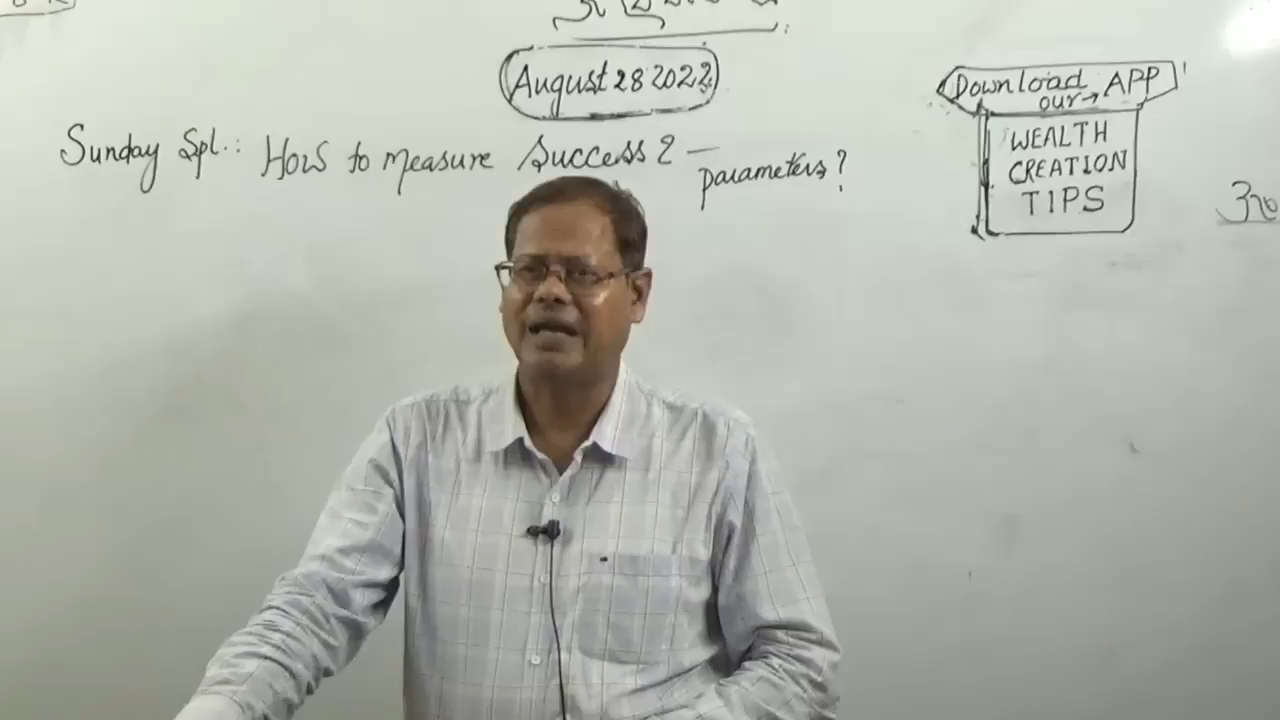 August 28 2022
Sunday Spl.: How to measure Success ? —
parameters?
Download
our→ APP
WEALTH
CREATION
TIPS